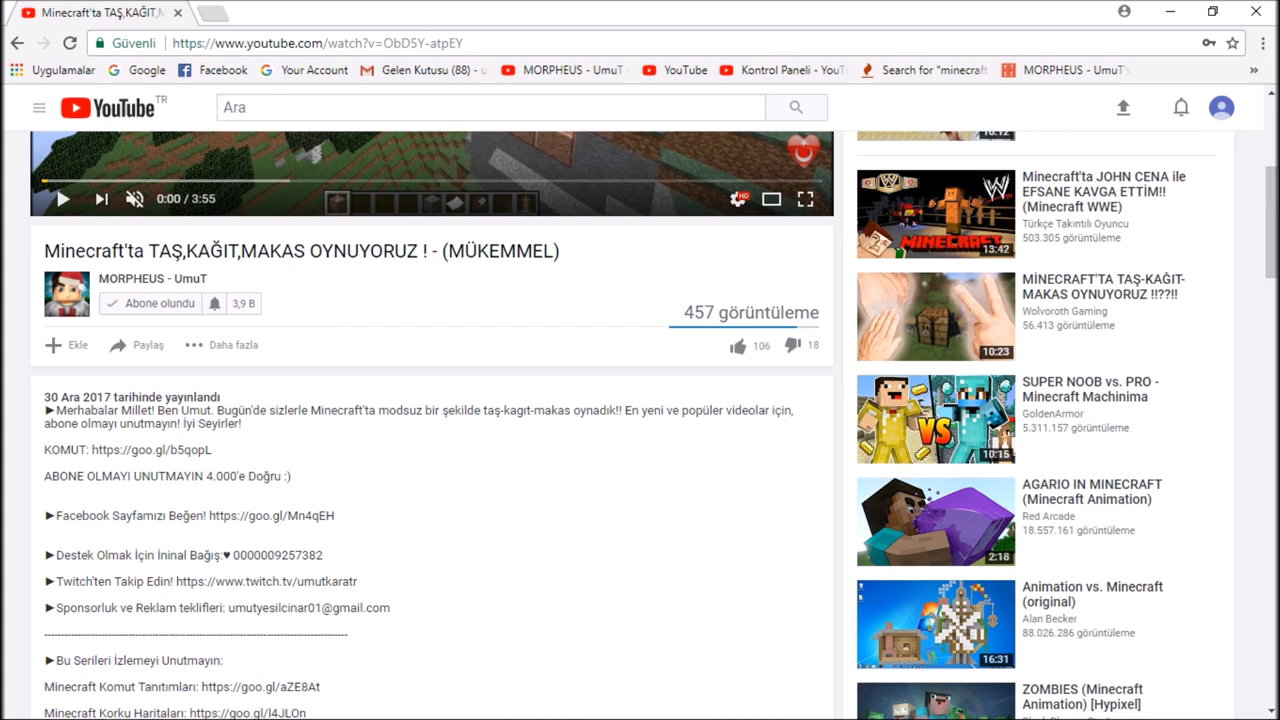 Minecraft'ta TAŞ,KAĞIT,M
Güvenli
https://www.youtube.com/watch?v=ObD5Y-atpEY
Uygulamalar
Google
Facebook
Your Account
Gelen Kutusu (88) - u
MORPHEUS - UmuT
YouTube
Kontrol Paneli - YouT
Search for "minecraft
MORPHEUS - UmuT's
YouTube TR
Ara
0:00 / 3:55
HD
Minecraft'ta TAŞ,KAĞIT,MAKAS OYNUYORUZ ! - (MÜKEMMEL)
MORPHEUS - UmuT
Abone olundu
3,9 B
457 görüntüleme
Ekle
Paylaş
Daha fazla
106
18
30 Ara 2017 tarihinde yayınlandı
►Merhabalar Millet! Ben Umut. Bugün'de sizlerle Minecraft'ta modsuz bir şekilde taş-kagıt-makas oynadık!! En yeni ve popüler videolar için,
abone olmayı unutmayın! İyi Seyirler!
KOMUT: https://goo.gl/b5qopL
ABONE OLMAYI UNUTMAYIN 4.000'e Doğru :)
►Facebook Sayfamızı Beğen! https://goo.gl/Mn4qEH
►Destek Olmak İçin İninal Bağış:♥ 0000009257382
►Twitch'ten Takip Edin! https://www.twitch.tv/umutkaratr
►Sponsorluk ve Reklam teklifleri: umutyesilcinar01@gmail.com
--------------------------------------------------------------------------------------------
►Bu Serileri İzlemeyi Unutmayın:
Minecraft Komut Tanıtımları: https://goo.gl/aZE8At
Minecraft Korku Haritaları: https://goo.gl/l4JLOn
10:12
W
MINECRAFT
13:42
Minecraft'ta JOHN CENA ile
EFSANE KAVGA ETTİM!!
(Minecraft WWE)
Türkçe Takıntılı Oyuncu
503.305 görüntüleme
10:23
MİNECRAFT'TA TAŞ-KAĞIT-
MAKAS OYNUYORUZ !!??!!
Wolvoroth Gaming
56.413 görüntüleme
VS
10:15
SUPER NOOB vs. PRO -
Minecraft Machinima
GoldenArmor
5.311.157 görüntüleme
2:18
AGARIO IN MINECRAFT
(Minecraft Animation)
Red Arcade
18.557.161 görüntüleme
16:31
Animation vs. Minecraft
(original)
Alan Becker
88.026.286 görüntüleme
ZOMBIES (Minecraft
Animation) [Hypixel]